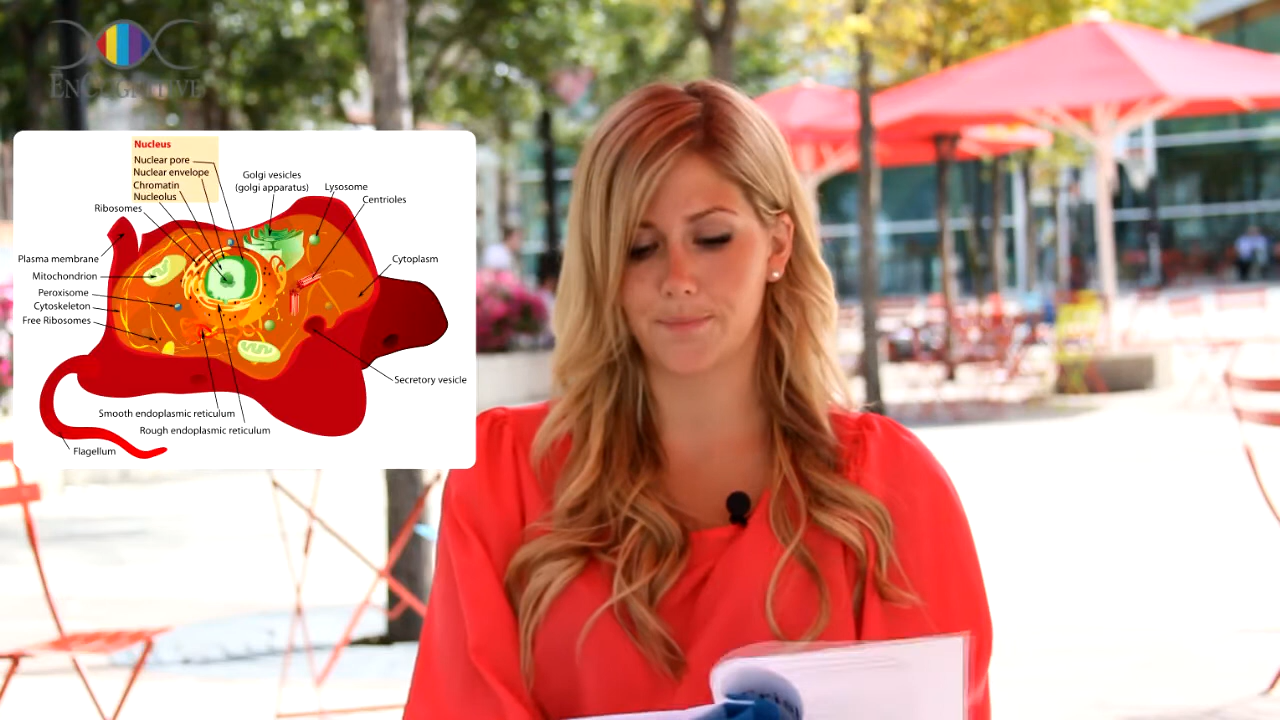 ENCOGNITIVE
Nucleus
Nuclear pore
Nuclear envelope
Chromatin
Nucleolus
Golgi vesicles
(golgi apparatus)
Lysosome
Centrioles
Ribosomes
Plasma membrane
Mitochondrion
Peroxisome
Cytoskeleton
Free Ribosomes
Cytoplasm
Secretory vesicle
Smooth endoplasmic reticulum
Rough endoplasmic reticulum
Flagellum